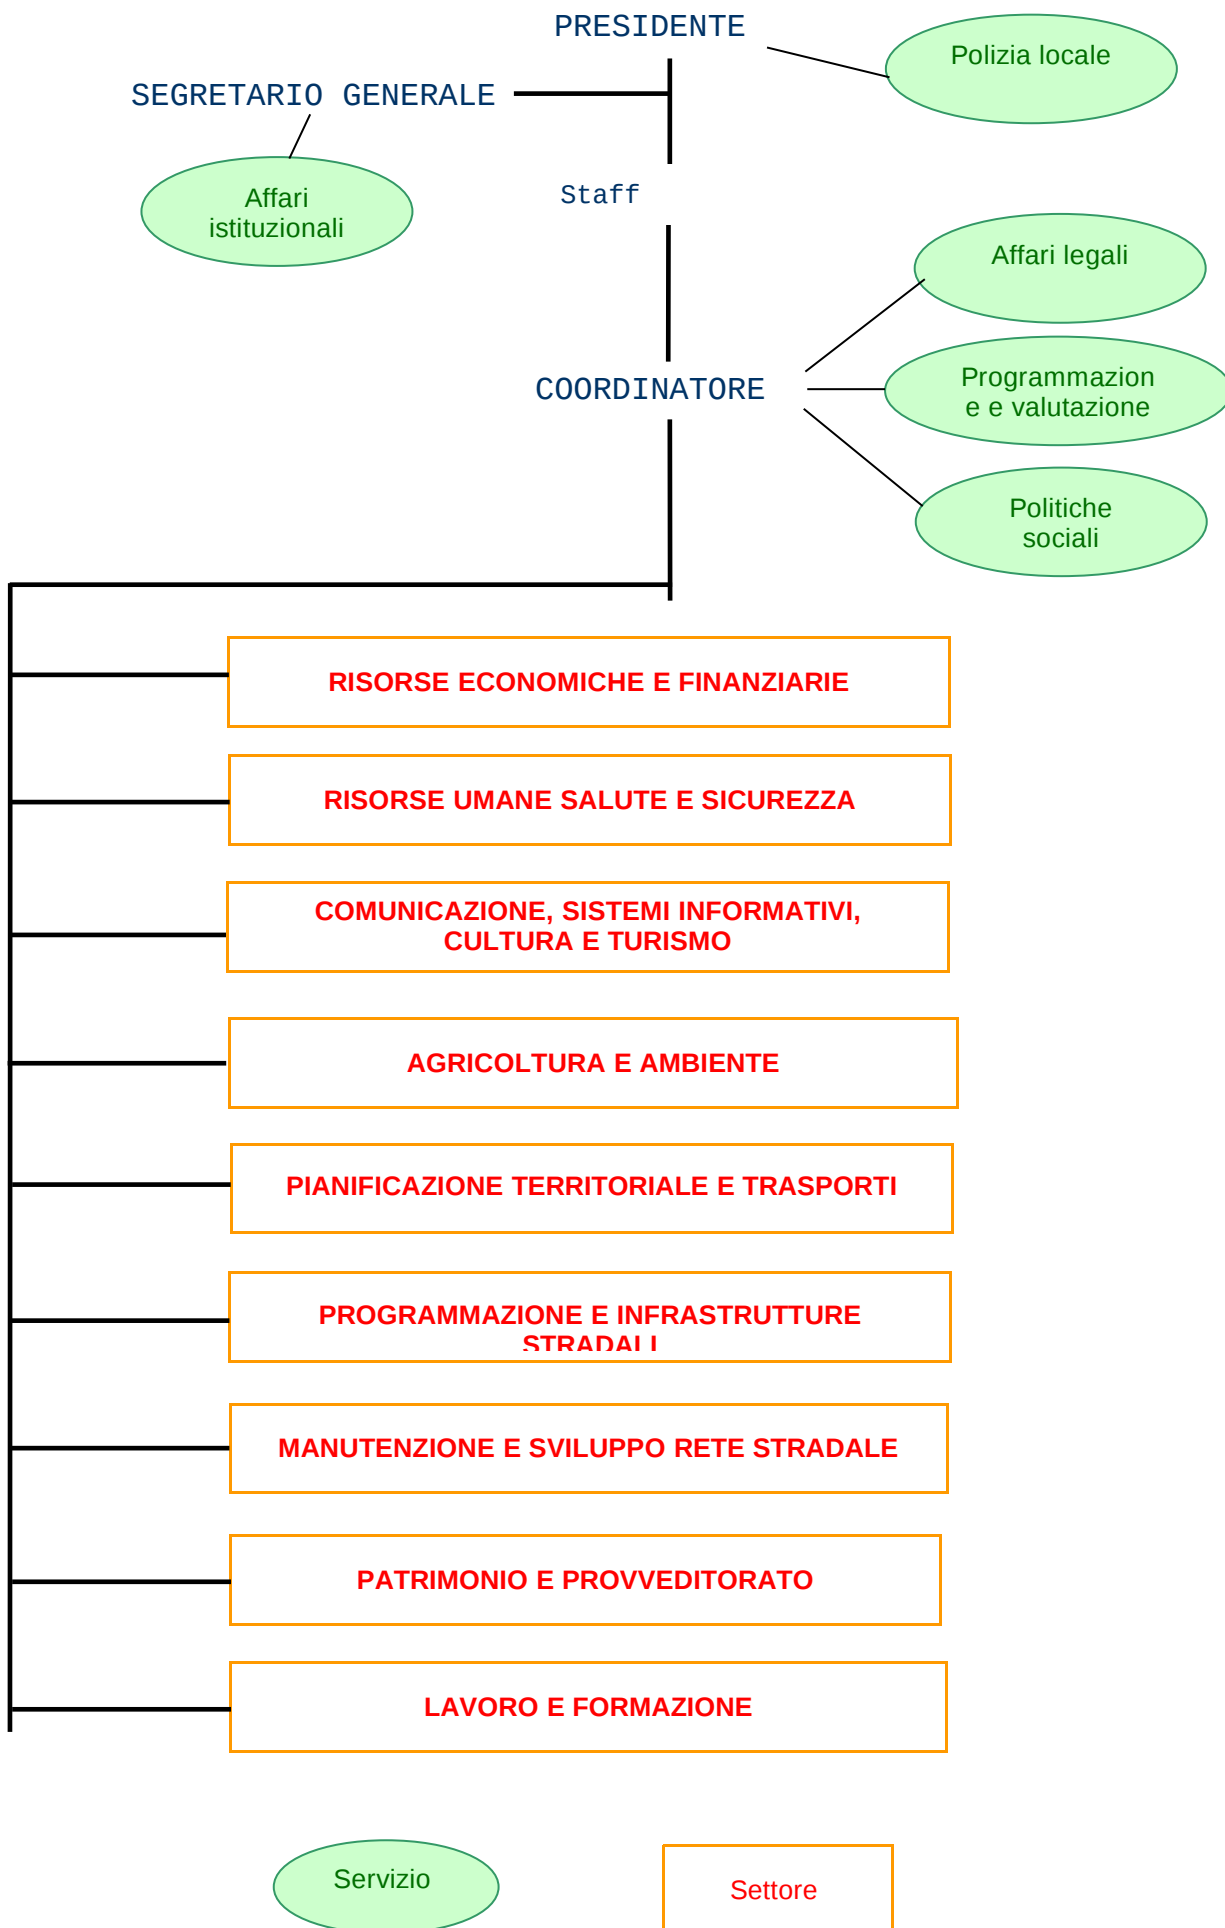 PRESIDENTE
Polizia locale
SEGRETARIO GENERALE
Affari
istituzionali
Staff
Affari legali
COORDINATORE
Programmazion
e e valutazione
Politiche
sociali
RISORSE ECONOMICHE E FINANZIARIE
RISORSE UMANE SALUTE E SICUREZZA
COMUNICAZIONE, SISTEMI INFORMATIVI,
CULTURA E TURISMO
AGRICOLTURA E AMBIENTE
PIANIFICAZIONE TERRITORIALE E TRASPORTI
PROGRAMMAZIONE E INFRASTRUTTURE
STRADALI
MANUTENZIONE E SVILUPPO RETE STRADALE
PATRIMONIO E PROVVEDITORATO
LAVORO E FORMAZIONE
Servizio
Settore